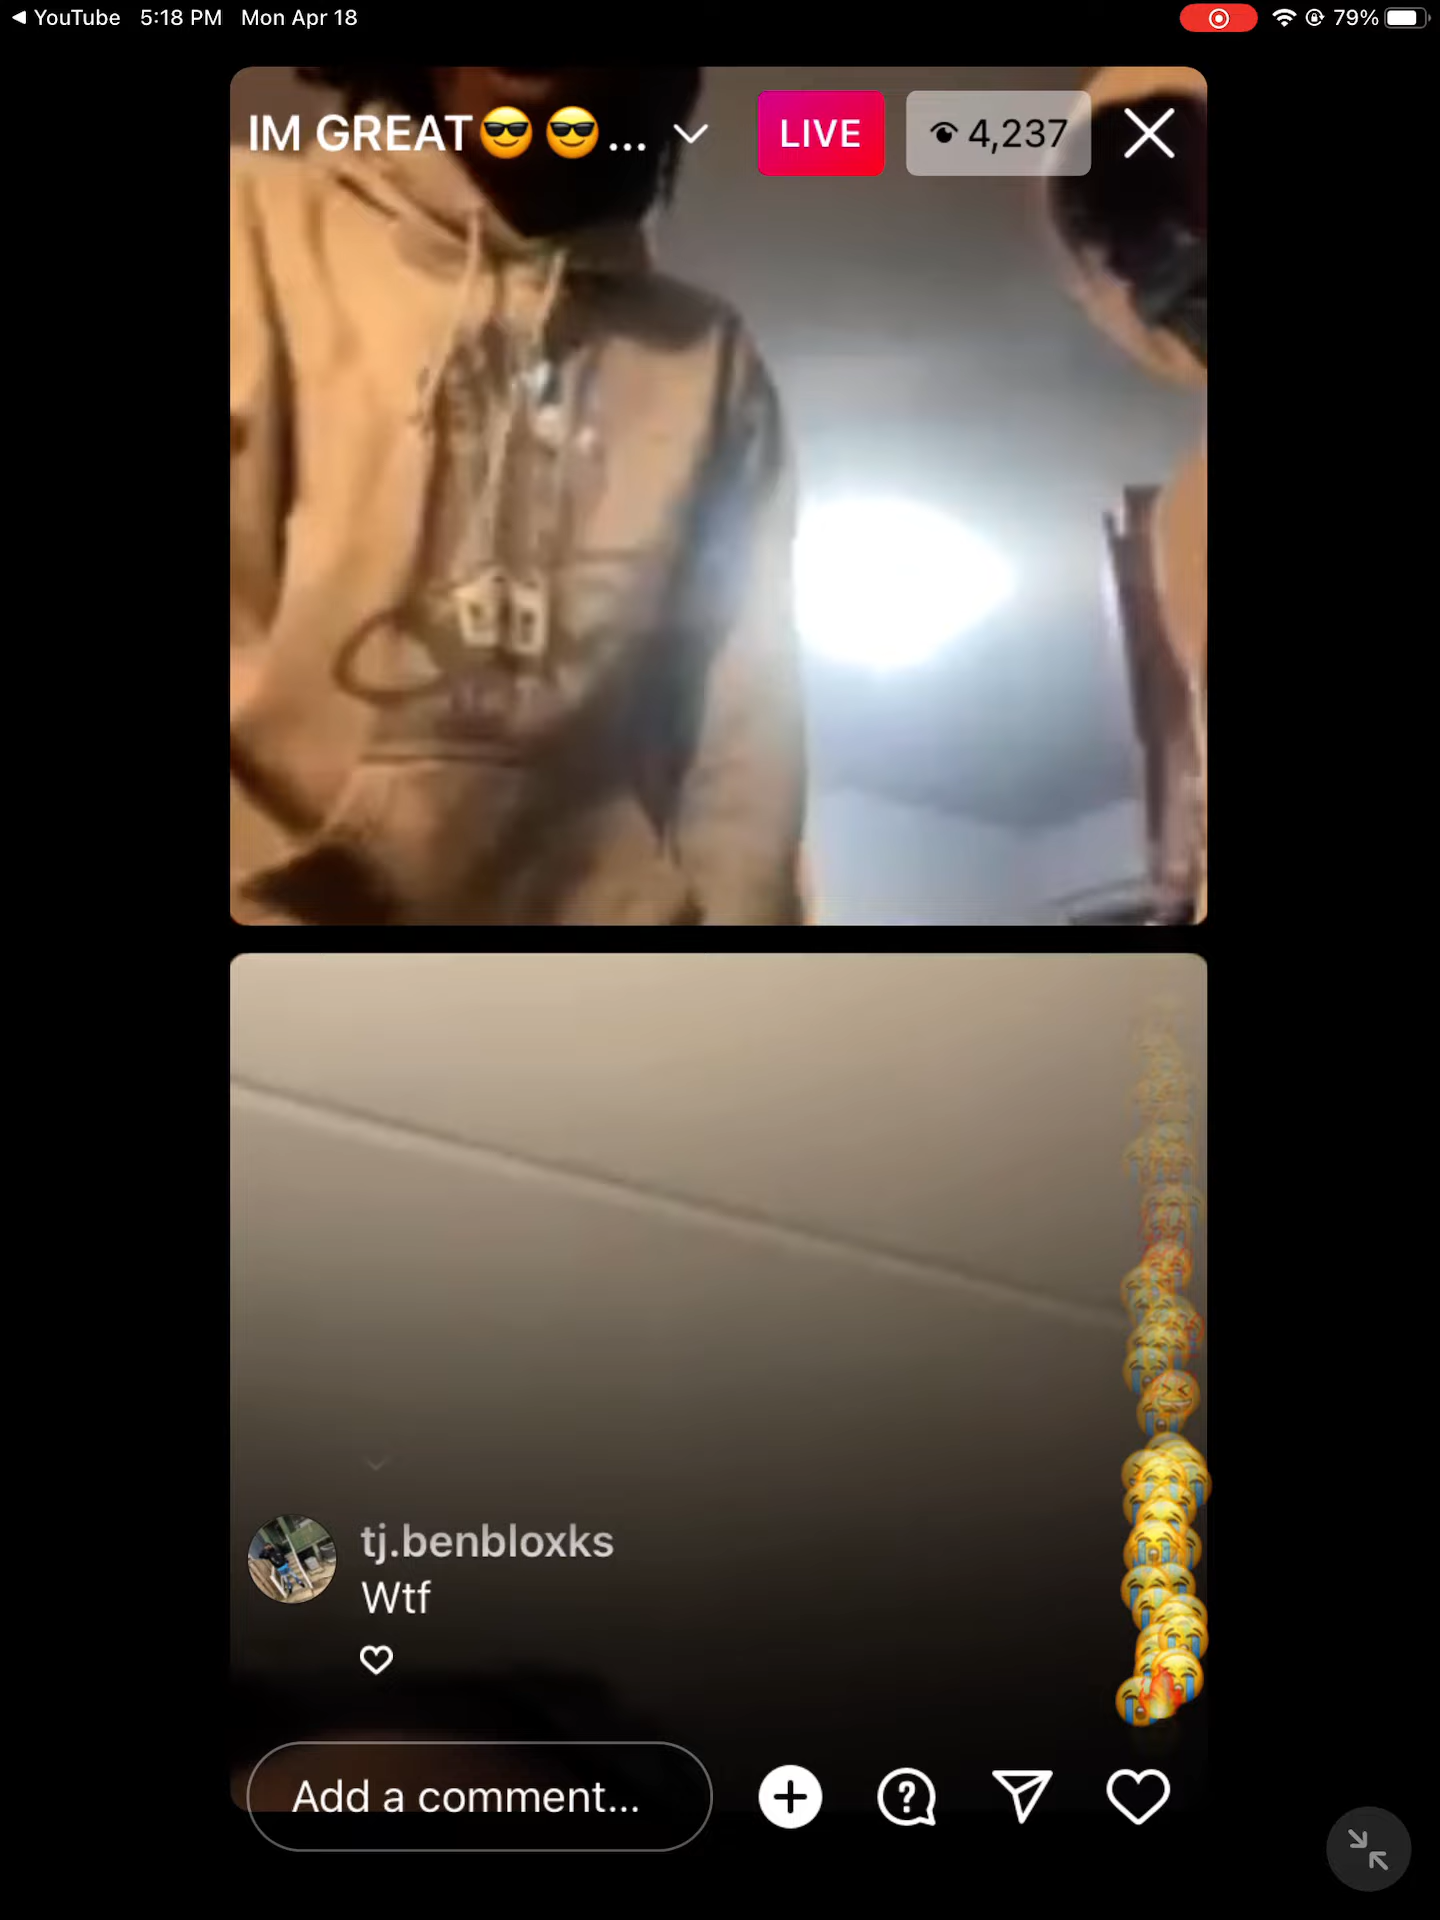 YouTube 5:18 PM Mon Apr 18 79%
IM GREAT😎😎... LIVE 4,237
tj.benbloxks
Wtf
Add a comment...